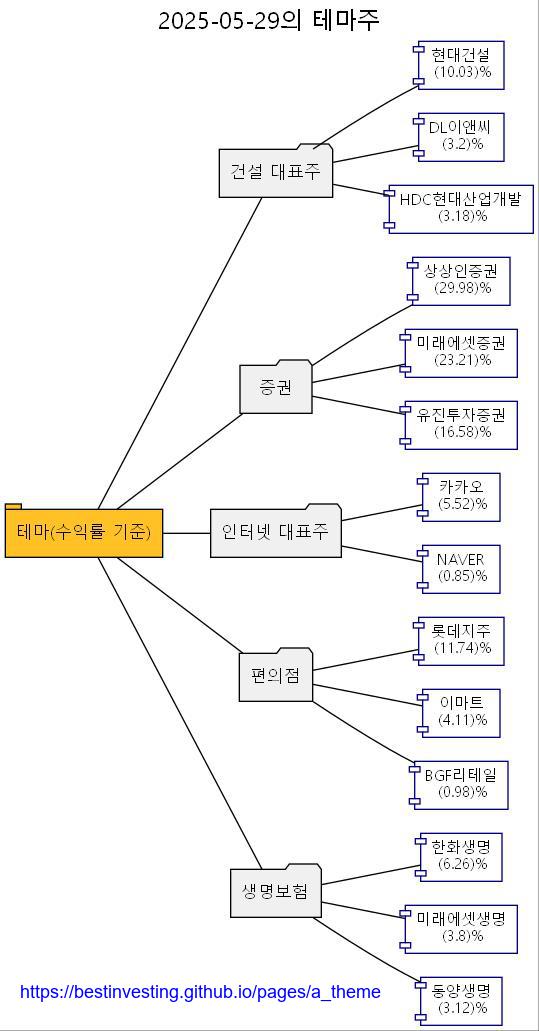 2025-05-29의 테마주
현대건설
(10.03)%
DL이앤씨
(3.2)%
건설 대표주
HDC현대산업개발
(3.18)%
상상인증권
(29.98)%
미래에셋증권
(23.21)%
증권
유진투자증권
(16.58)%
카카오
(5.52)%
테마(수익률 기준)
인터넷 대표주
NAVER
(0.85)%
롯데지주
(11.74)%
편의점
이마트
(4.11)%
BGF리테일
(0.98)%
한화생명
(6.26)%
생명보험
미래에셋생명
(3.8)%
동양생명
(3.12)%
https://bestinvesting.github.io/pages/a_theme